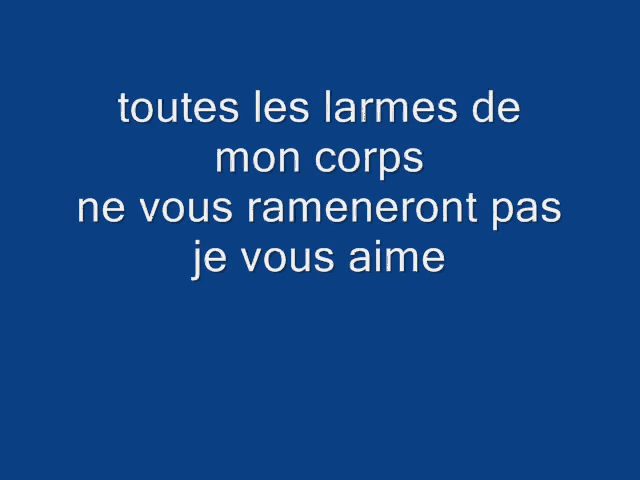 toutes les larmes de
mon corps
ne vous rameneront pas
je vous aime